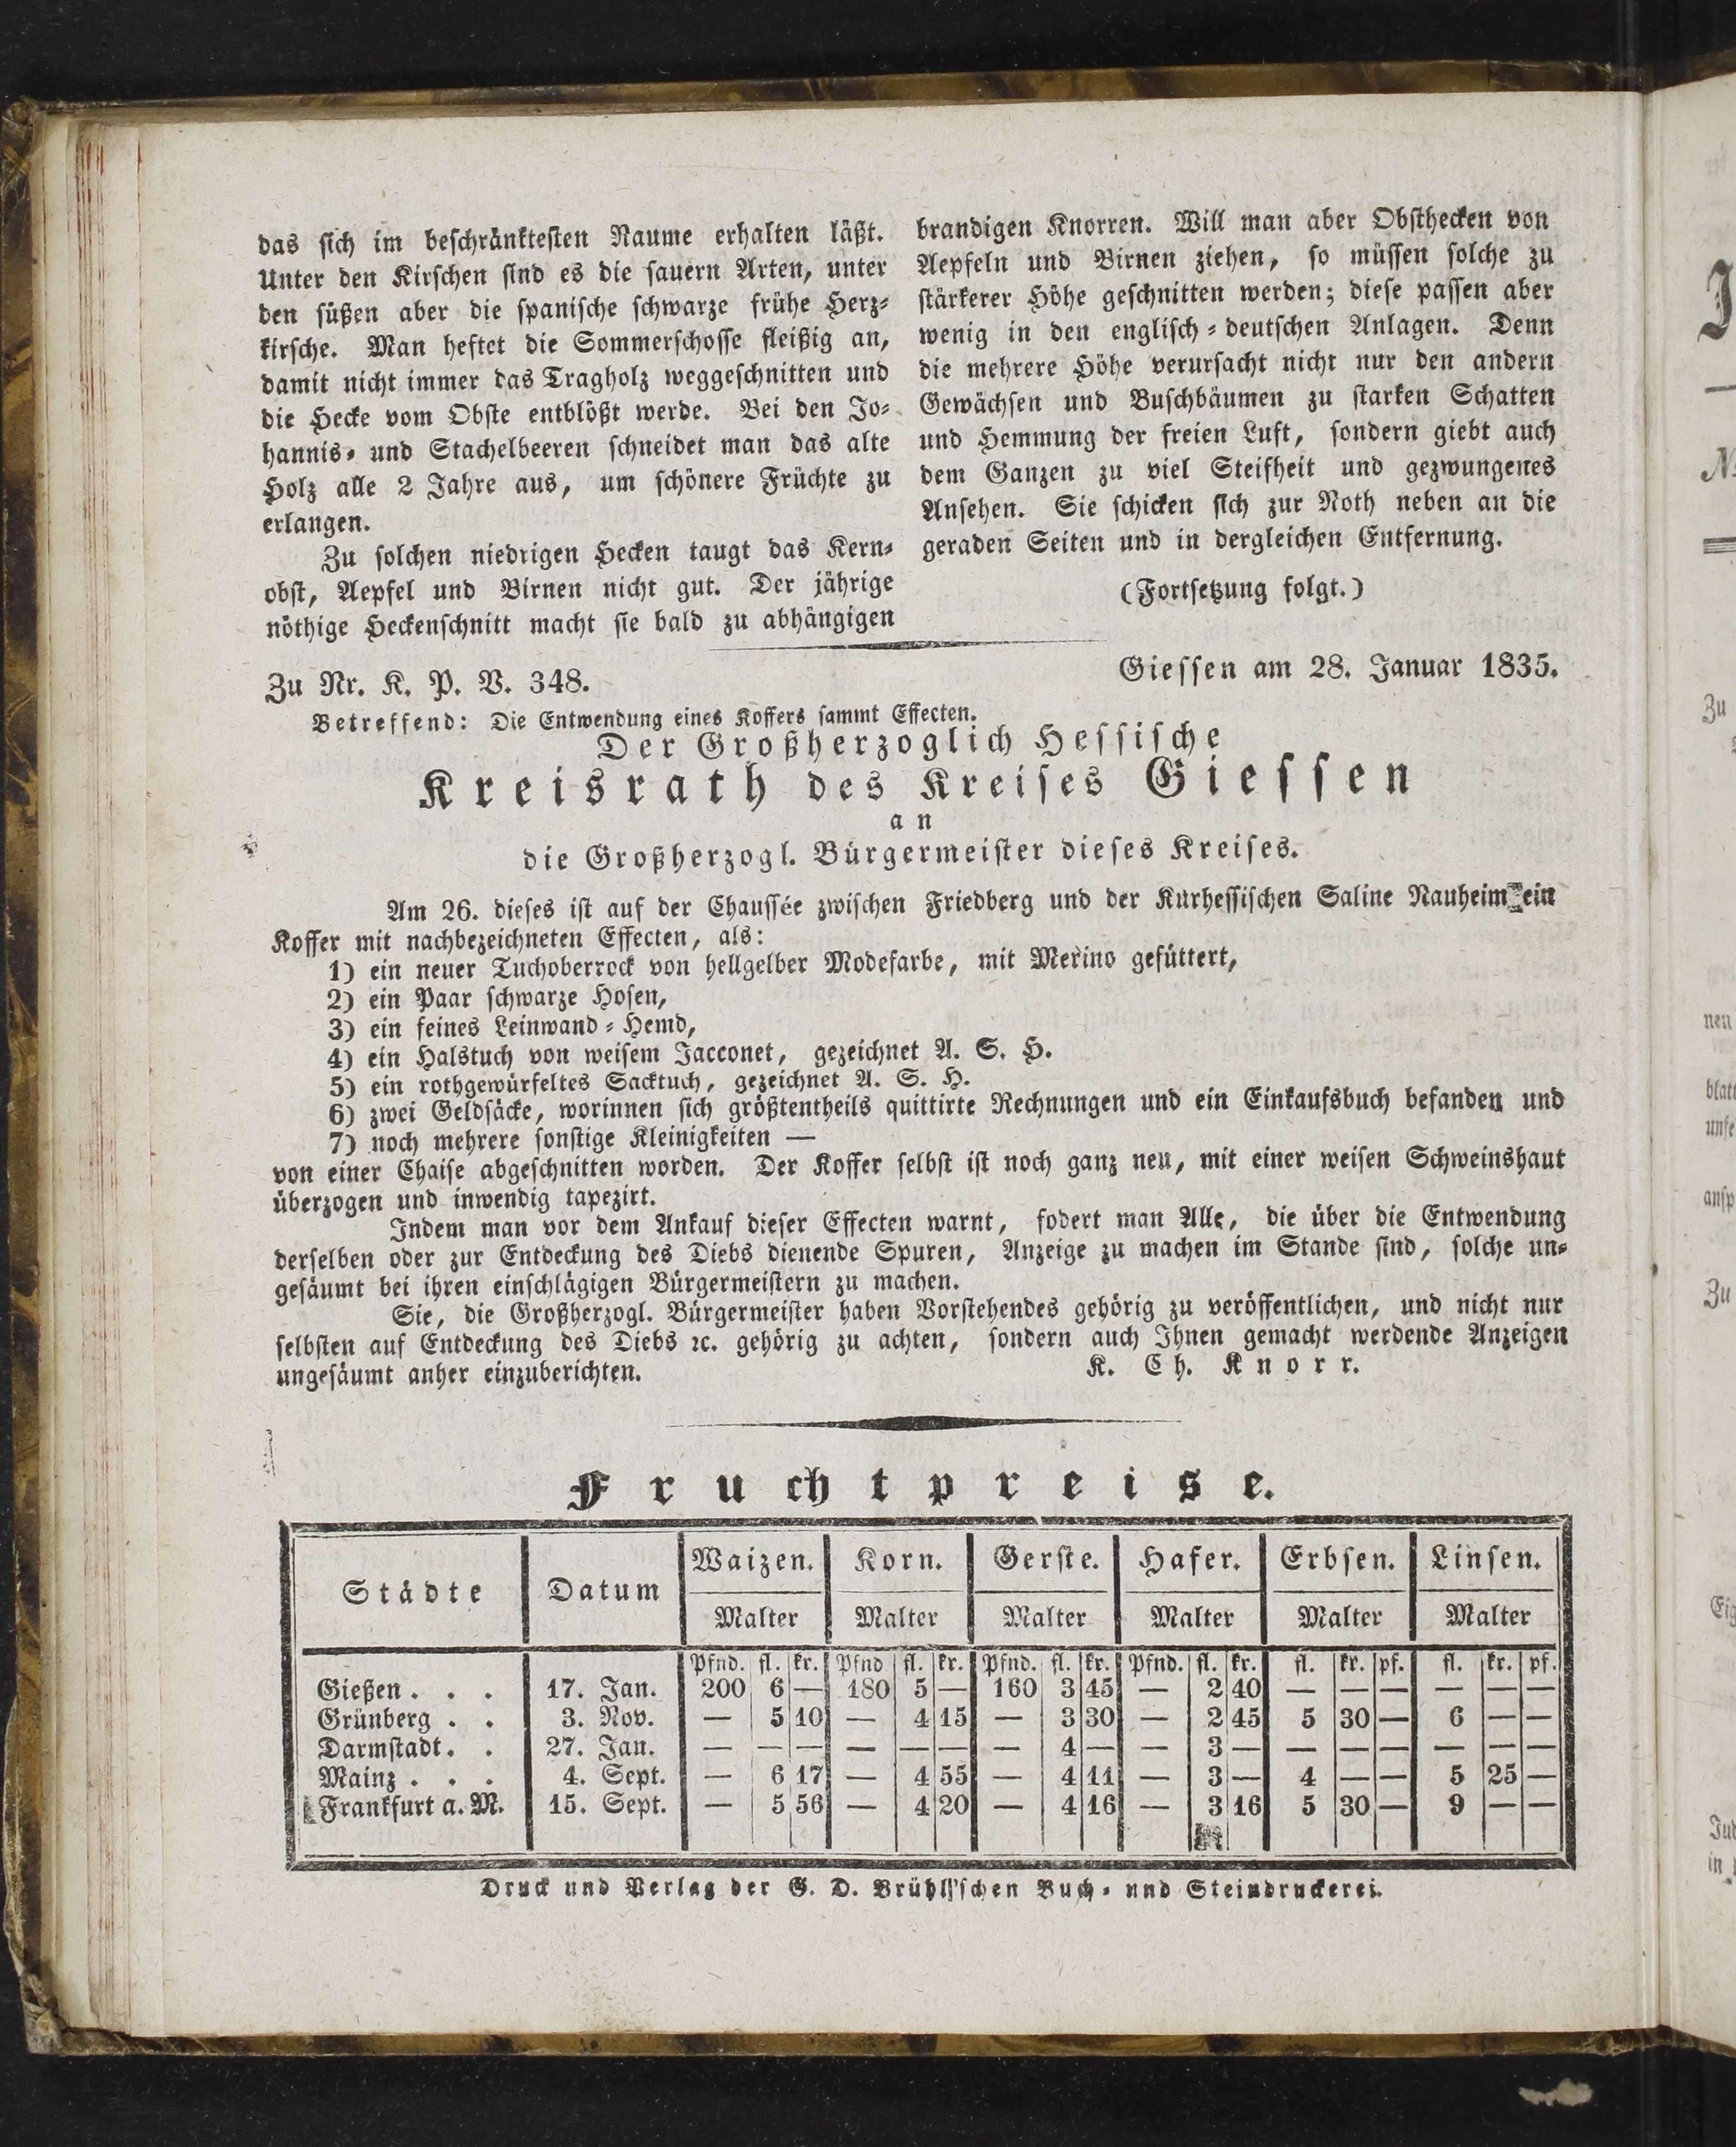 das sich im beschränktesten Raume erhalten läßt.
Unter den Kirschen sind es die sauern Arten, unter
den süßen aber die spanische schwarze frühe Herz-
kirsche. Man heftet die Sommerschosse fleißig an,
damit nicht immer das Tragholz weggeschnitten und
die Hecke vom Obste entblößt werde. Bei den Jo-
hannis- und Stachelbeeren schneidet man das alte
Holz alle 2 Jahre aus, um schönere Früchte zu
erlangen.
Zu solchen niedrigen Hecken taugt das Kern-
obst, Aepfel und Birnen nicht gut. Der jährige
nöthige Heckenschnitt macht sie bald zu abhängigen
brandigen Knorren. Will man aber Obsthecken von
Aepfeln und Birnen ziehen, so müssen solche zu
stärkerer Höhe geschnitten werden; diese passen aber
wenig in den englisch-deutschen Anlagen. Denn
die mehrere Höhe verursacht nicht nur den andern
Gewächsen und Buschbäumen zu starken Schatten
und Hemmung der freien Luft, sondern giebt auch
dem Ganzen zu viel Steifheit und gezwungenes
Ansehen. Sie schicken sich zur Noth neben an die
geraden Seiten und in dergleichen Entfernung.
(Fortsetzung folgt.)
Zu Nr. K. P. V. 348.
Giessen am 28. Januar 1835.
Betreffend: Die Entwendung eines Koffers sammt Effecten.
Der Großherzoglich Hessische
Kreisrath des Kreises Giessen
an
die Großherzogl. Bürgermeister dieses Kreises.
Am 26. dieses ist auf der Chaussée zwischen Friedberg und der Kurhessischen Saline Nauheim ein
Koffer mit nachbezeichneten Effecten, als:
1) ein neuer Tuchoberrock von hellgelber Modefarbe, mit Merino gefüttert,
2) ein Paar schwarze Hosen,
3) ein feines Leinwand-Hemd,
4) ein Halstuch von weisem Jacconet, gezeichnet A. S. H.
5) ein rothgewürfeltes Sacktuch, gezeichnet A. S. H.
6) zwei Geldsäcke, worinnen sich größtentheils quittirte Rechnungen und ein Einkaufsbuch befanden und
7) noch mehrere sonstige Kleinigkeiten —
von einer Chaise abgeschnitten worden. Der Koffer selbst ist noch ganz neu, mit einer weisen Schweinshaut
überzogen und inwendig tapezirt.
Indem man vor dem Ankauf dieser Effecten warnt, fodert man Alle, die über die Entwendung
derselben oder zur Entdeckung des Diebs dienende Spuren, Anzeige zu machen im Stande sind, solche un-
gesäumt bei ihren einschlägigen Bürgermeistern zu machen.
Sie, die Großherzogl. Bürgermeister haben Vorstehendes gehörig zu veröffentlichen, und nicht nur
selbsten auf Entdeckung des Diebs ꝛc. gehörig zu achten, sondern auch Ihnen gemacht werdende Anzeigen
ungesäumt anher einzuberichten.
K. Ch. Knorr.
Fruchtpreise.
Städte Datum Waizen. Korn. Gerste. Hafer. Erbsen. Linsen.
Malter Malter Malter Malter Malter Malter
Pfnd. fl. kr. Pfnd fl. kr. Pfnd. fl. kr. Pfnd. fl. kr. fl. kr. pf. fl. kr. pf.
Gießen . . . 17. Jan. 200 6 — 180 5 — 160 3 45 — 2 40 — — — — — —
Grünberg . . 3. Nov. — 5 10 — 4 15 — 3 30 — 2 45 5 30 — 6 — —
Darmstadt. . 27. Jan. — — — — — — — 4 — — 3 — — — — — — —
Mainz . . . 4. Sept. — 6 17 — 4 55 — 4 11 — 3 — 4 — — 5 25 —
Frankfurt a. M. 15. Sept. — 5 56 — 4 20 — 4 16 — 3 16 5 30 — 9 — —
Druck und Verlag der G. D. Brühl'schen Buch- und Steindruckerei.
Zu
nen
blatt
Zu
in